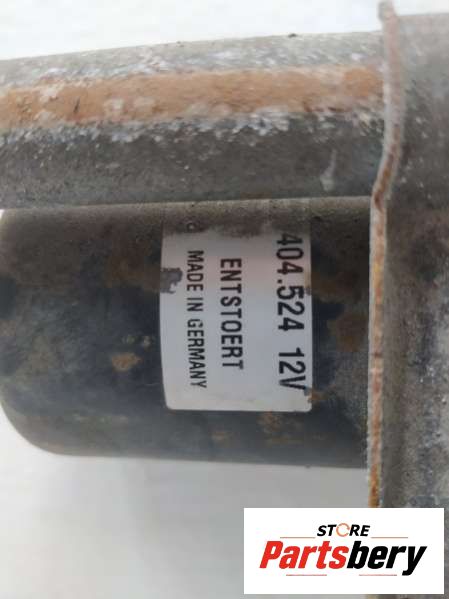 404.524 12V
ENTSTOERT
MADE IN GERMANY
STORE
Partsbery